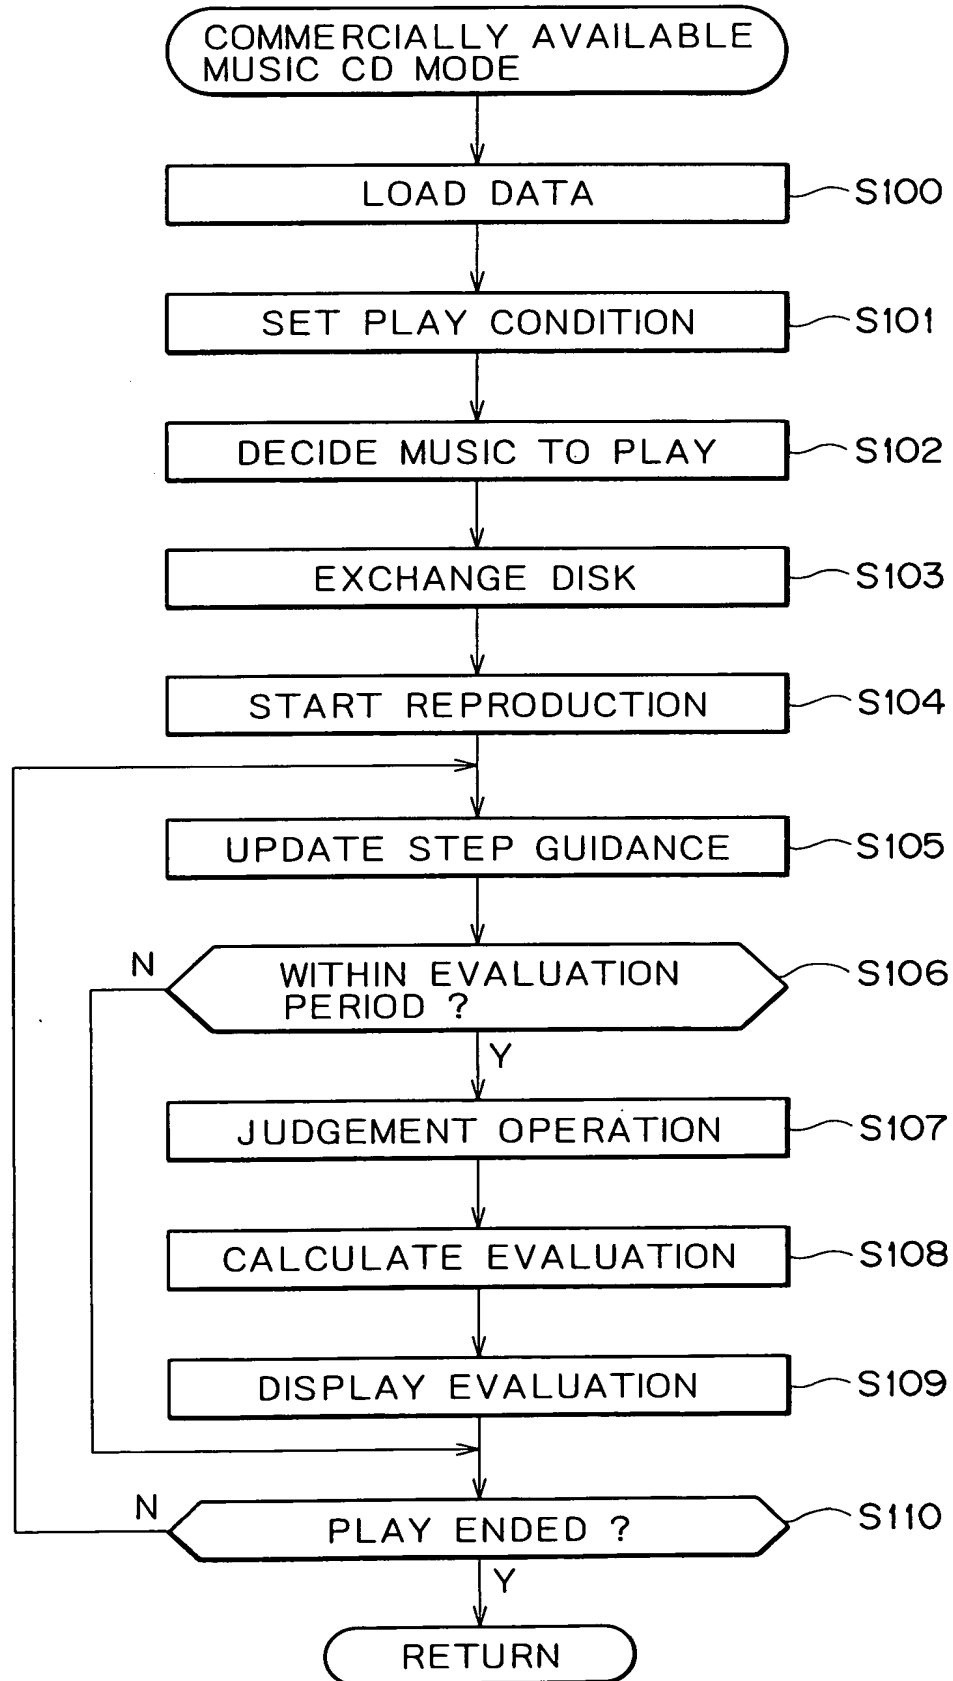 COMMERCIALLY AVAILABLE
MUSIC CD MODE
LOAD DATA
S100
SET PLAY CONDITION
S101
DECIDE MUSIC TO PLAY
S102
EXCHANGE DISK
S103
START REPRODUCTION
S104
UPDATE STEP GUIDANCE
S105
N
WITHIN EVALUATION
PERIOD ?
S106
Y
JUDGEMENT OPERATION
S107
CALCULATE EVALUATION
S108
DISPLAY EVALUATION
S109
N
PLAY ENDED ?
S110
Y
RETURN